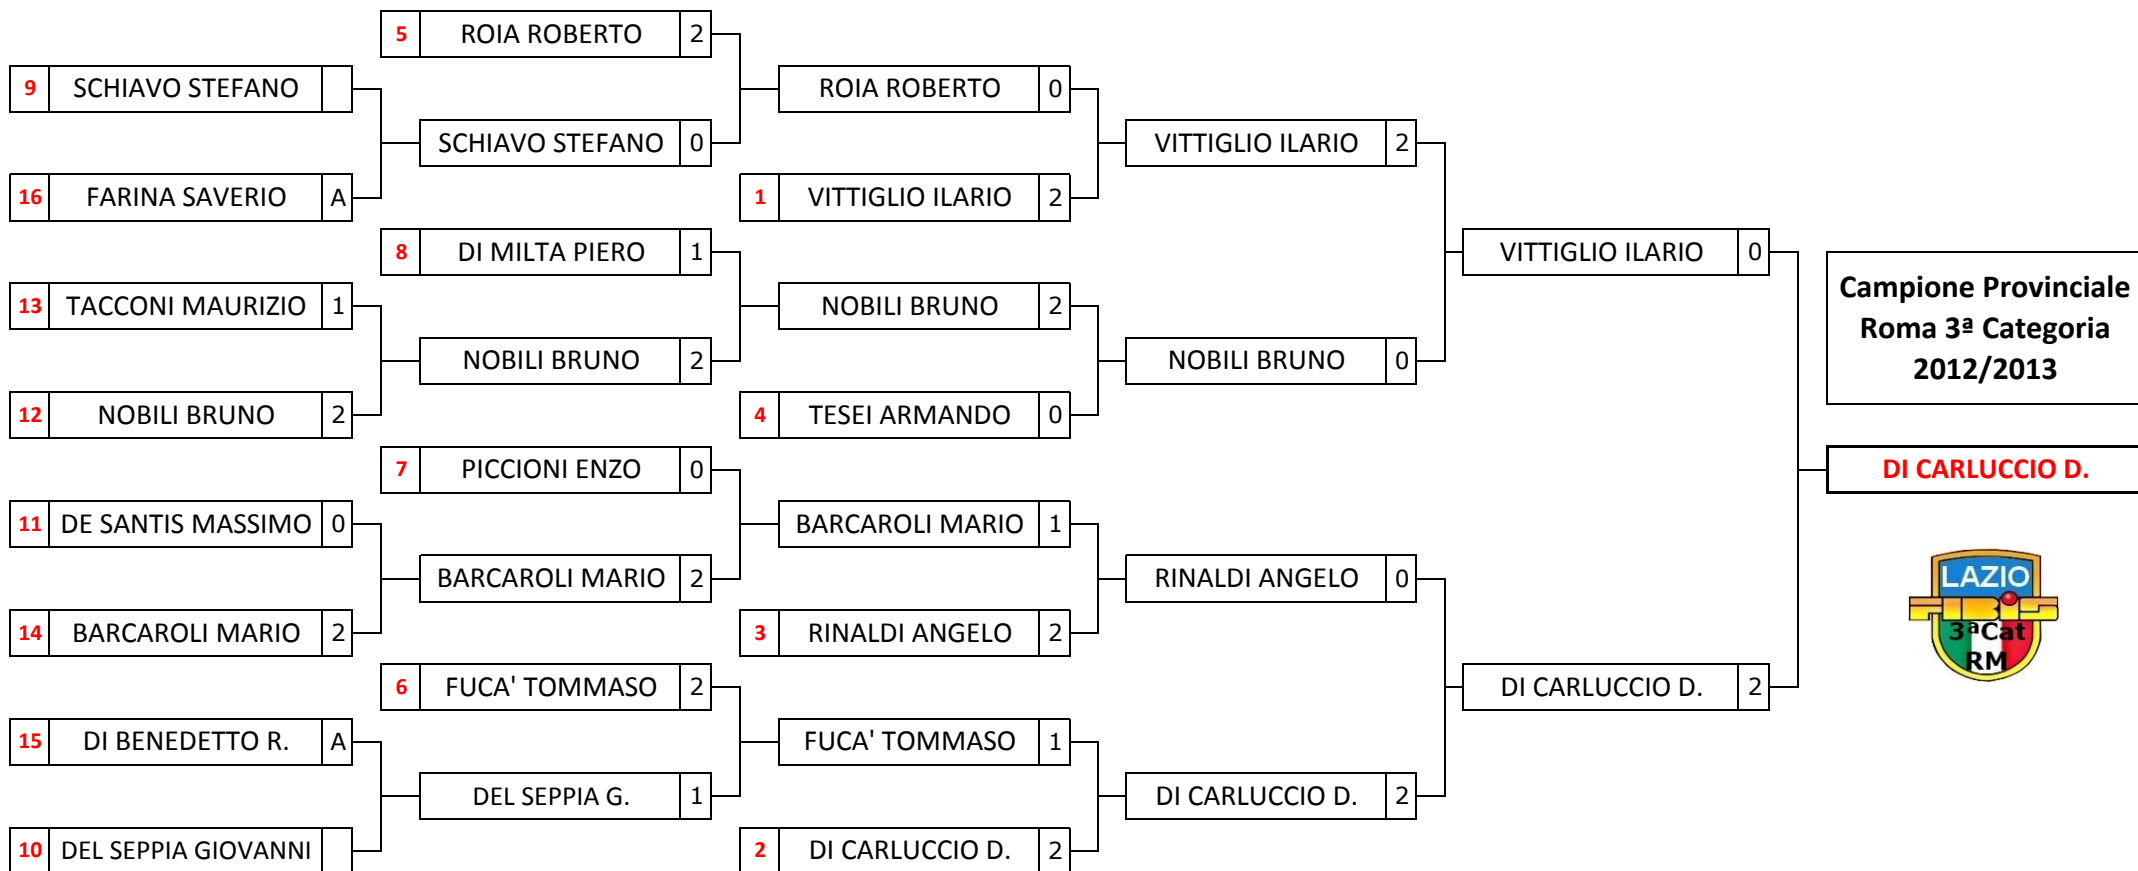 5 ROIA ROBERTO 2
9 SCHIAVO STEFANO
ROIA ROBERTO 0
SCHIAVO STEFANO 0
VITTIGLIO ILARIO 2
16 FARINA SAVERIO A
1 VITTIGLIO ILARIO 2
8 DI MILTA PIERO 1
VITTIGLIO ILARIO 0
13 TACCONI MAURIZIO 1
NOBILI BRUNO 2
NOBILI BRUNO 2
NOBILI BRUNO 0
12 NOBILI BRUNO 2
4 TESEI ARMANDO 0
Campione Provinciale
Roma 3ª Categoria
2012/2013
7 PICCIONI ENZO 0
DI CARLUCCIO D.
11 DE SANTIS MASSIMO 0
BARCAROLI MARIO 1
BARCAROLI MARIO 2
RINALDI ANGELO 0
14 BARCAROLI MARIO 2
3 RINALDI ANGELO 2
LAZIO
FIBIS
3ªCat
RM
6 FUCA' TOMMASO 2
DI CARLUCCIO D. 2
15 DI BENEDETTO R. A
FUCA' TOMMASO 1
DEL SEPPIA G. 1
DI CARLUCCIO D. 2
10 DEL SEPPIA GIOVANNI
2 DI CARLUCCIO D. 2